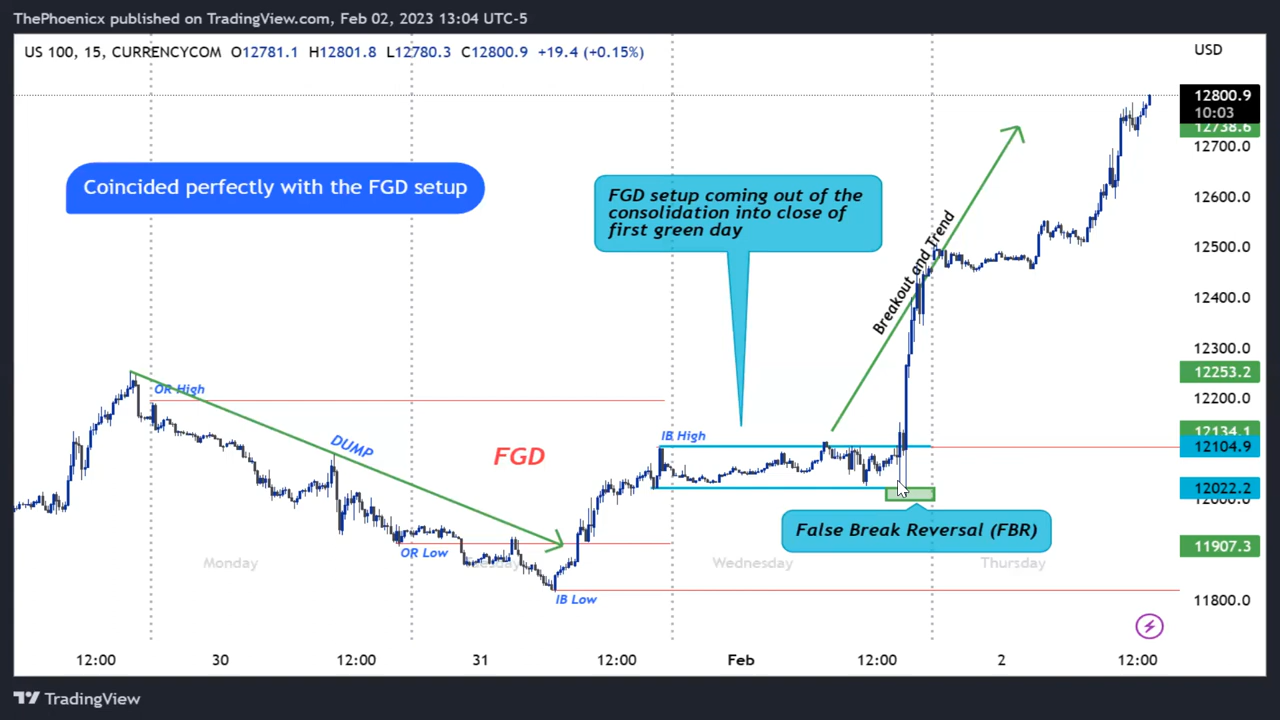 ThePhoenicx published on TradingView.com, Feb 02, 2023 13:04 UTC-5
US 100, 15, CURRENCYCOM O12781.1 H12801.8 L12780.3 C12800.9 +19.4 (+0.15%)
USD
12800.9
10:03
12738.6
12700.0
Coincided perfectly with the FGD setup
FGD setup coming out of the
consolidation into close of
first green day
12600.0
Breakout and Trend
12500.0
12400.0
12300.0
12253.2
OR High
12200.0
DUMP
FGD
IB High
12134.1
12104.9
12022.2
12000.0
False Break Reversal (FBR)
OR Low
11907.3
Monday
Tuesday
Wednesday
Thursday
IB Low
11800.0
12:00
30
12:00
31
12:00
Feb
12:00
2
12:00
TradingView